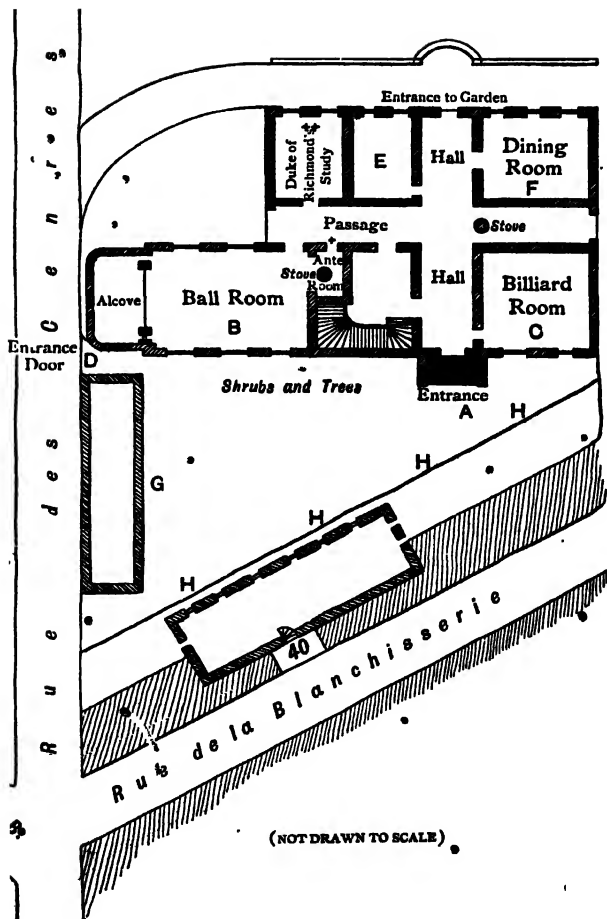 Entrance to Garden
Duke of
Richmond's
Study
E
Hall
Dining
Room
F
Passage
Stove
Ante
Room
Stove
Alcove
Ball Room
B
Hall
Billiard
Room
C
Entrance
Door
D
Shrubs and Trees
Entrance
A
H
H
H
H
G
40
Rue des Cendres
Rue de la Blanchisserie
(NOT DRAWN TO SCALE)